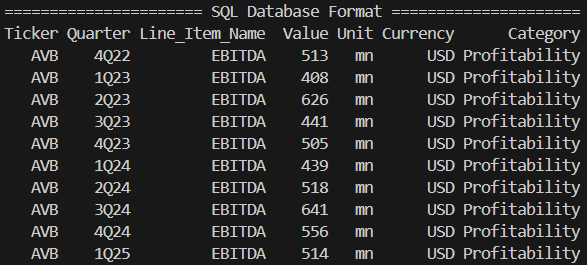 ====================== SQL Database Format =====================
Ticker Quarter Line_Item_Name Value Unit Currency Category
AVB 4Q22 EBITDA 513 mn USD Profitability
AVB 1Q23 EBITDA 408 mn USD Profitability
AVB 2Q23 EBITDA 626 mn USD Profitability
AVB 3Q23 EBITDA 441 mn USD Profitability
AVB 4Q23 EBITDA 505 mn USD Profitability
AVB 1Q24 EBITDA 439 mn USD Profitability
AVB 2Q24 EBITDA 518 mn USD Profitability
AVB 3Q24 EBITDA 641 mn USD Profitability
AVB 4Q24 EBITDA 556 mn USD Profitability
AVB 1Q25 EBITDA 514 mn USD Profitability